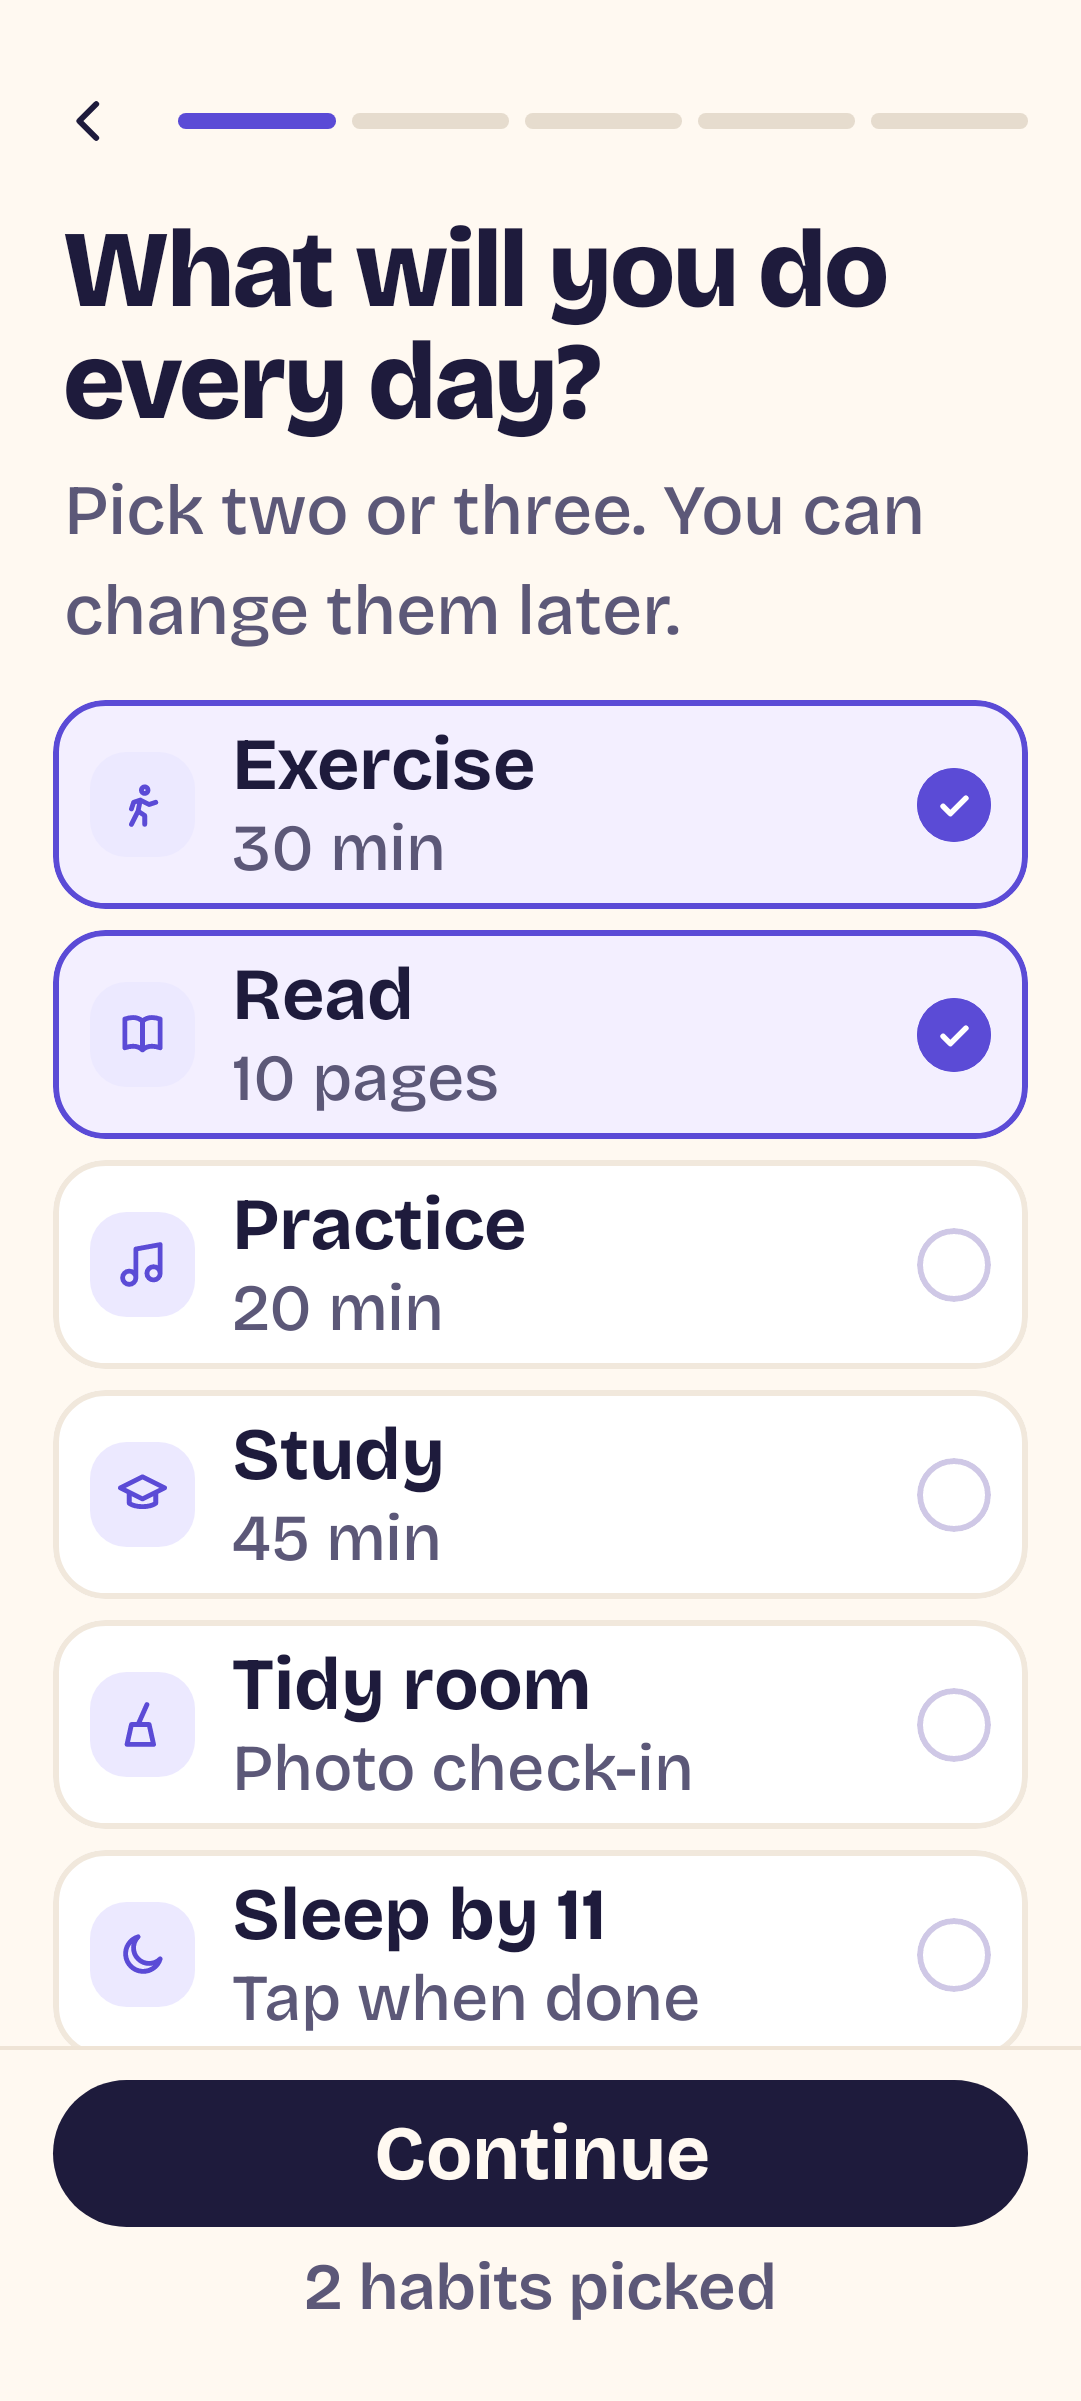 What will you do
every day?
Pick two or three. You can
change them later.
Exercise
30 min
Read
10 pages
Practice
20 min
Study
45 min
Tidy room
Photo check-in
Sleep by 11
Tap when done
Continue
2 habits picked